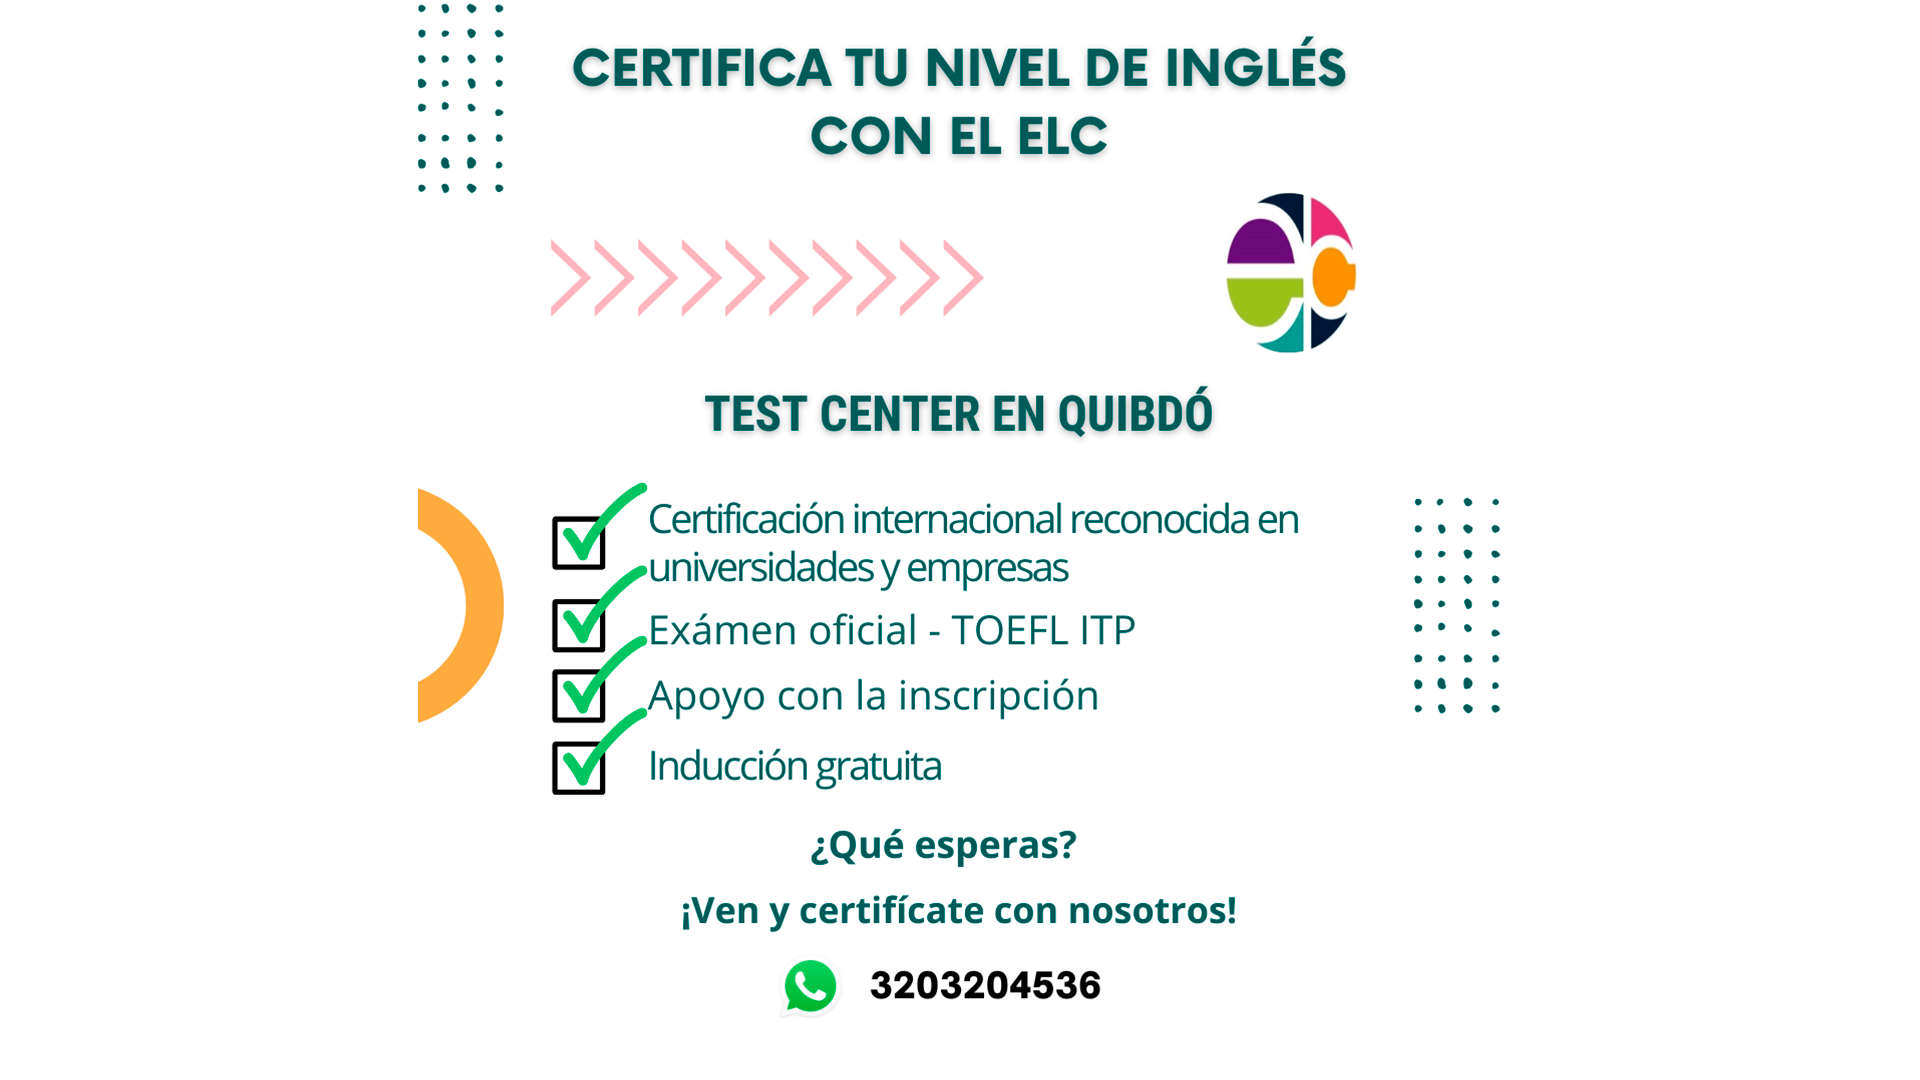 CERTIFICA TU NIVEL DE INGLÉS
CON EL ELC
TEST CENTER EN QUIBDÓ
Certificación internacional reconocida en
universidades y empresas
Exámen oficial - TOEFL ITP
Apoyo con la inscripción
Inducción gratuita
¿Qué esperas?
¡Ven y certifícate con nosotros!
3203204536